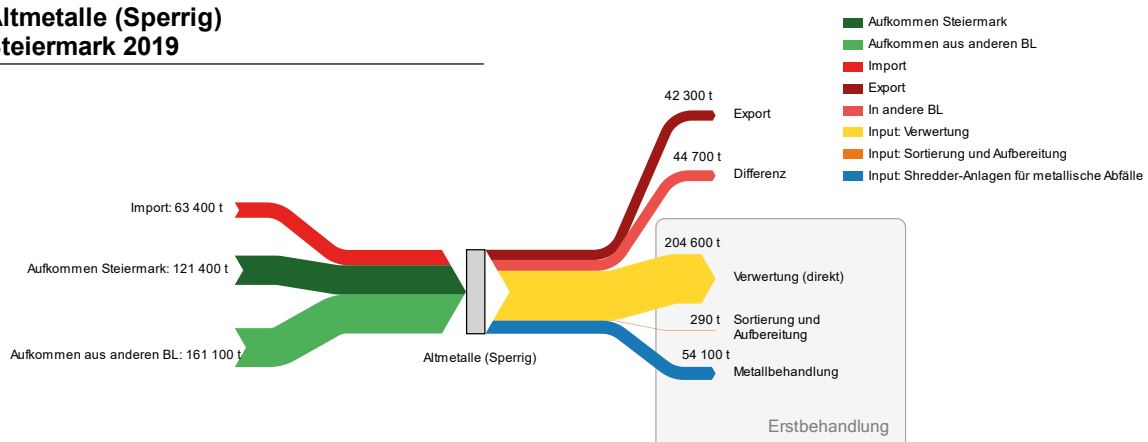 Altmetalle (Sperrig)
Steiermark 2019
Aufkommen Steiermark
Aufkommen aus anderen BL
Import
Export
In andere BL
Input: Verwertung
Input: Sortierung und Aufbereitung
Input: Shredder-Anlagen für metallische Abfälle
42 300 t
Export
44 700 t
Differenz
Import: 63 400 t
204 600 t
Aufkommen Steiermark: 121 400 t
Verwertung (direkt)
290 t
Sortierung und
Aufbereitung
Aufkommen aus anderen BL: 161 100 t
Altmetalle (Sperrig)
54 100 t
Metallbehandlung
Erstbehandlung